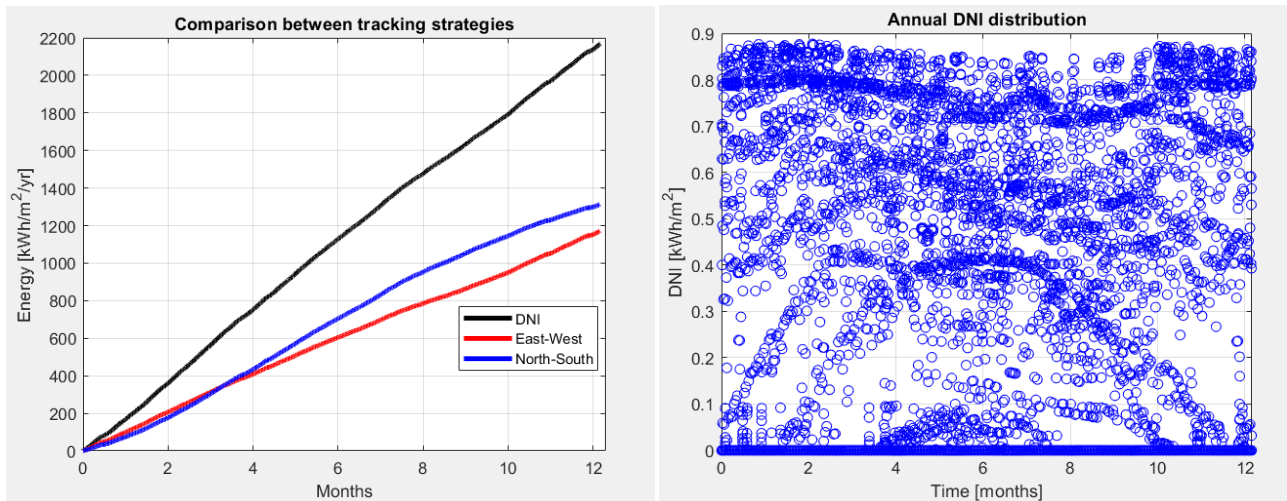 Comparison between tracking strategies
2200
2000
1800
1600
1400
1200
1000
800
600
400
200
0
Energy [kWh/m²/yr]
DNI
East-West
North-South
0 2 4 6 8 10 12
Months
Annual DNI distribution
0.9
0.8
0.7
0.6
0.5
0.4
0.3
0.2
0.1
0
DNI [kWh/m²]
0 2 4 6 8 10 12
Time [months]